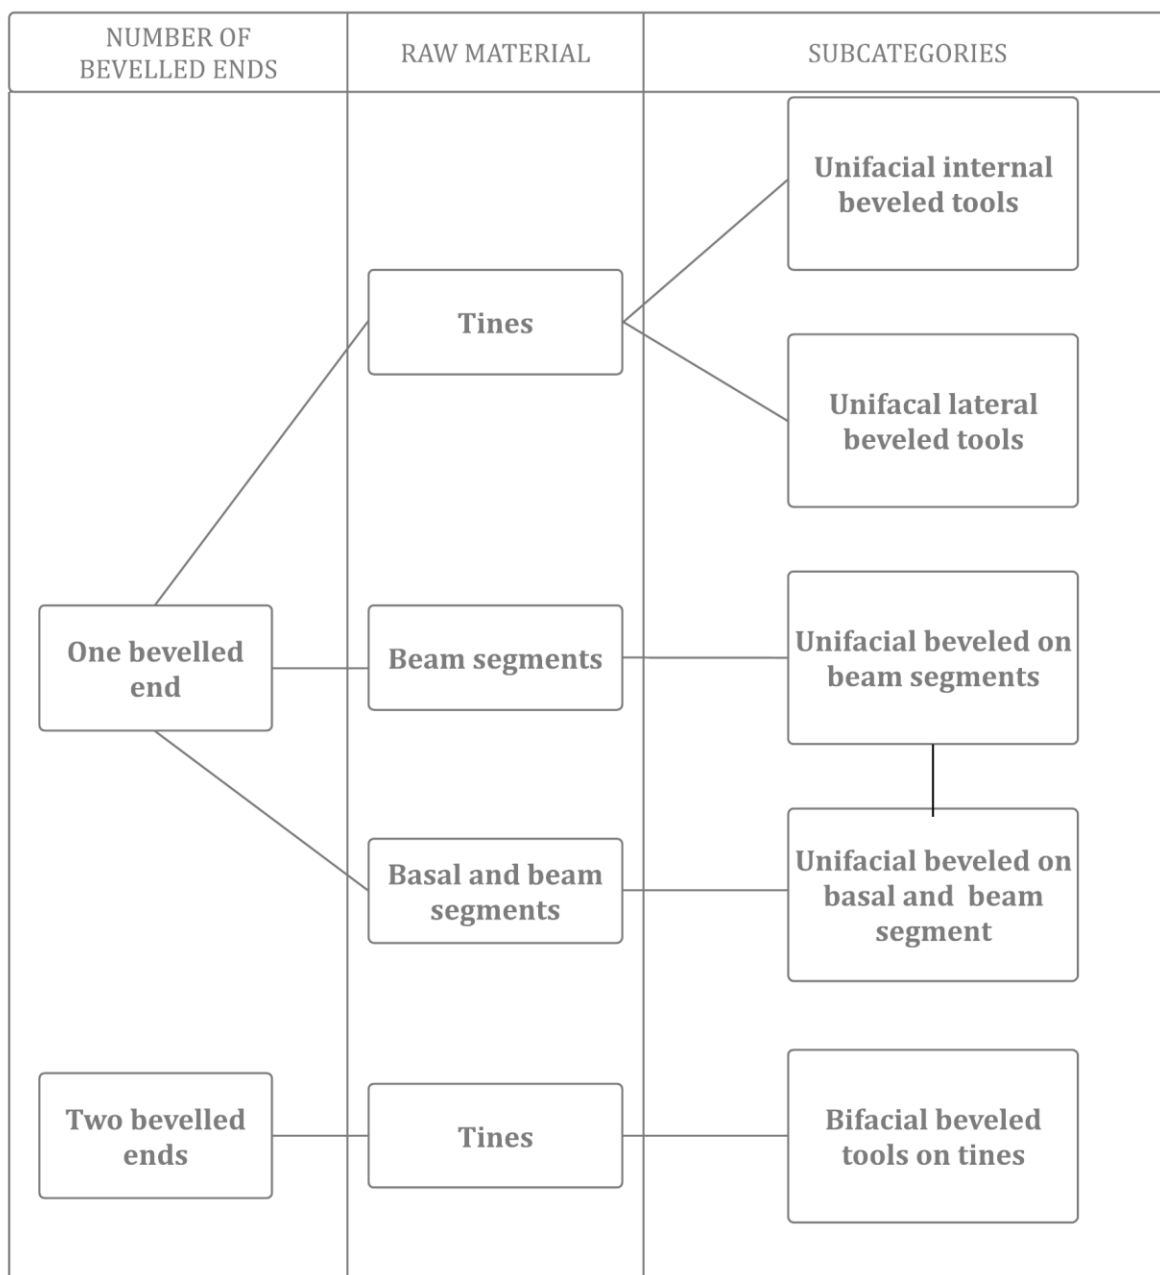 NUMBER OF
BEVELLED ENDS
RAW MATERIAL
SUBCATEGORIES
Unifacial internal
beveled tools
Tines
Unifacal lateral
beveled tools
One bevelled
end
Beam segments
Unifacial beveled on
beam segments
Basal and beam
segments
Unifacial beveled on
basal and beam
segment
Two bevelled
ends
Tines
Bifacial beveled
tools on tines